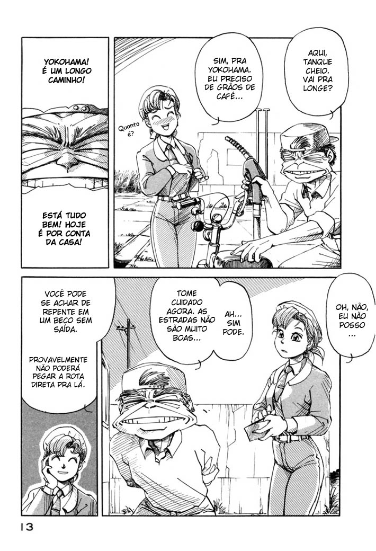 AQUI,
TANQUE
CHEIO.
VAI PRA
LONGE?
SIM, PRA
YOKOHAMA.
EU PRECISO
DE GRÃOS DE
CAFÉ...
Quanto
é?
YOKOHAMA!
É UM LONGO
CAMINHO!
ESTÁ TUDO
BEM! HOJE
É POR CONTA
DA CASA!
OH, NÃO,
EU NÃO
POSSO
...
AH...
SIM
PODE.
TOME
CUIDADO
AGORA. AS
ESTRADAS NÃO
SÃO MUITO
BOAS...
VOCÊ PODE
SE ACHAR DE
REPENTE EM
UM BECO SEM
SAÍDA.
PROVAVELMENTE
NÃO PODERÁ
PEGAR A ROTA
DIRETA PRA LÁ.
13